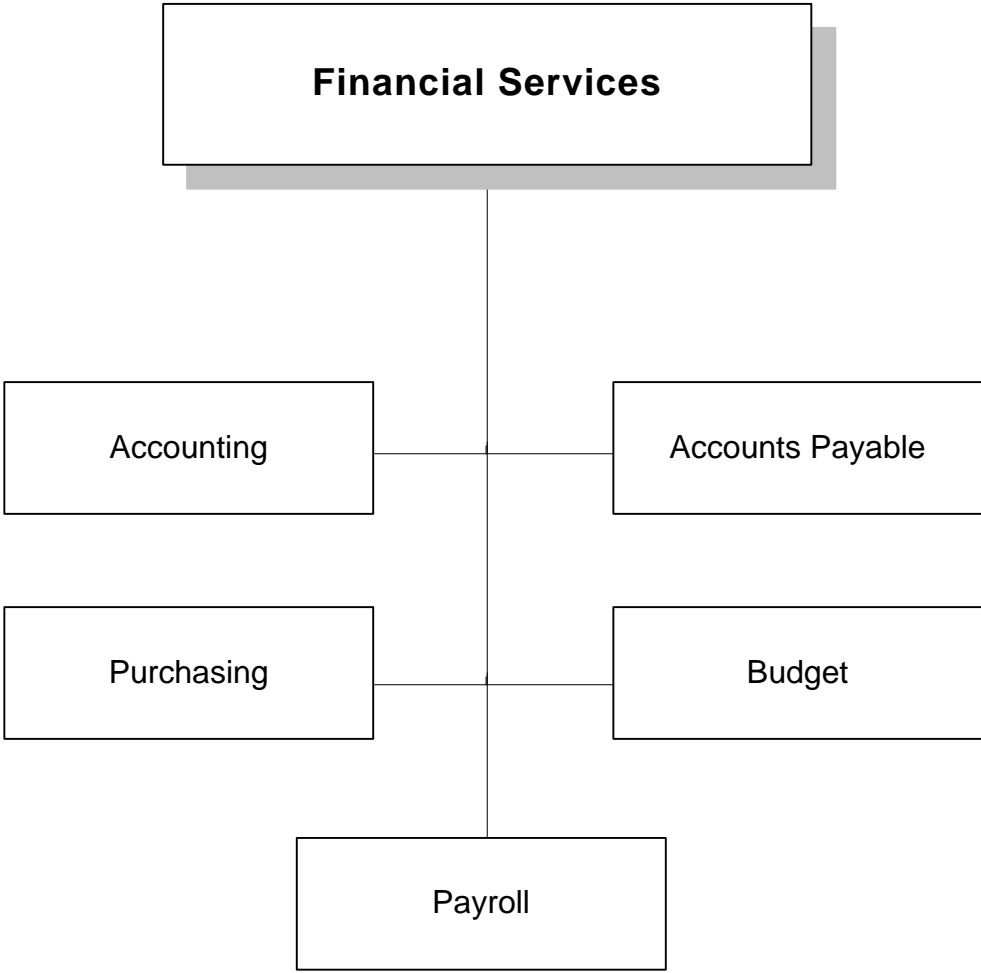 Financial Services
Accounting
Accounts Payable
Purchasing
Budget
Payroll